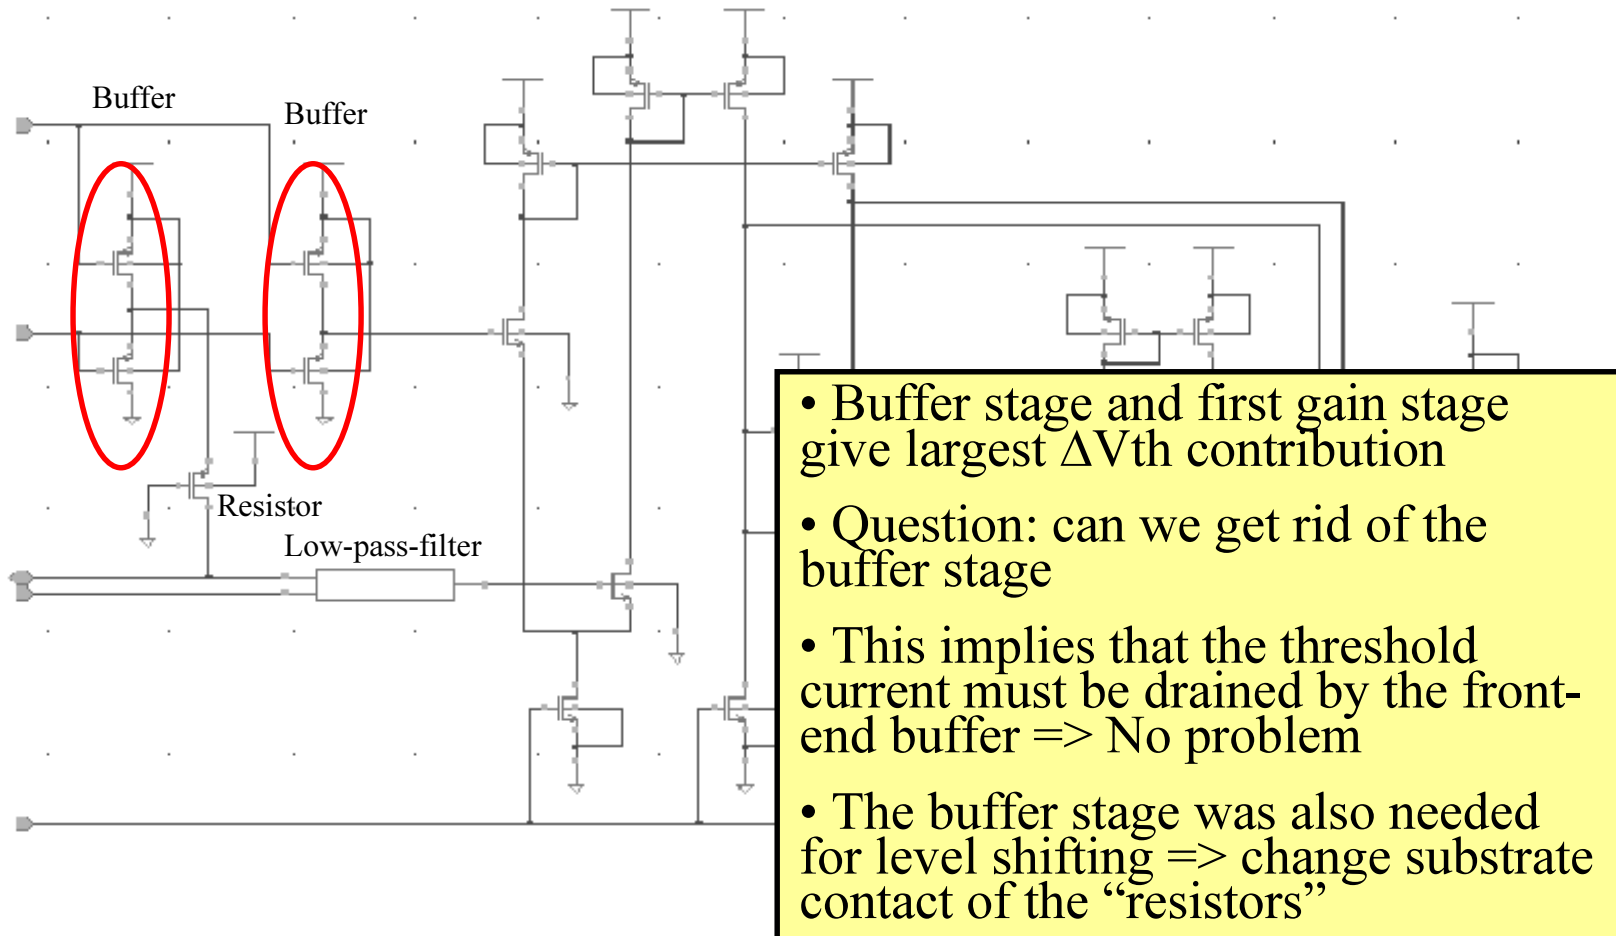 Buffer
Buffer
Resistor
Low-pass-filter
• Buffer stage and first gain stage
give largest ΔVth contribution
• Question: can we get rid of the
buffer stage
• This implies that the threshold
current must be drained by the front-
end buffer => No problem
• The buffer stage was also needed
for level shifting => change substrate
contact of the “resistors”